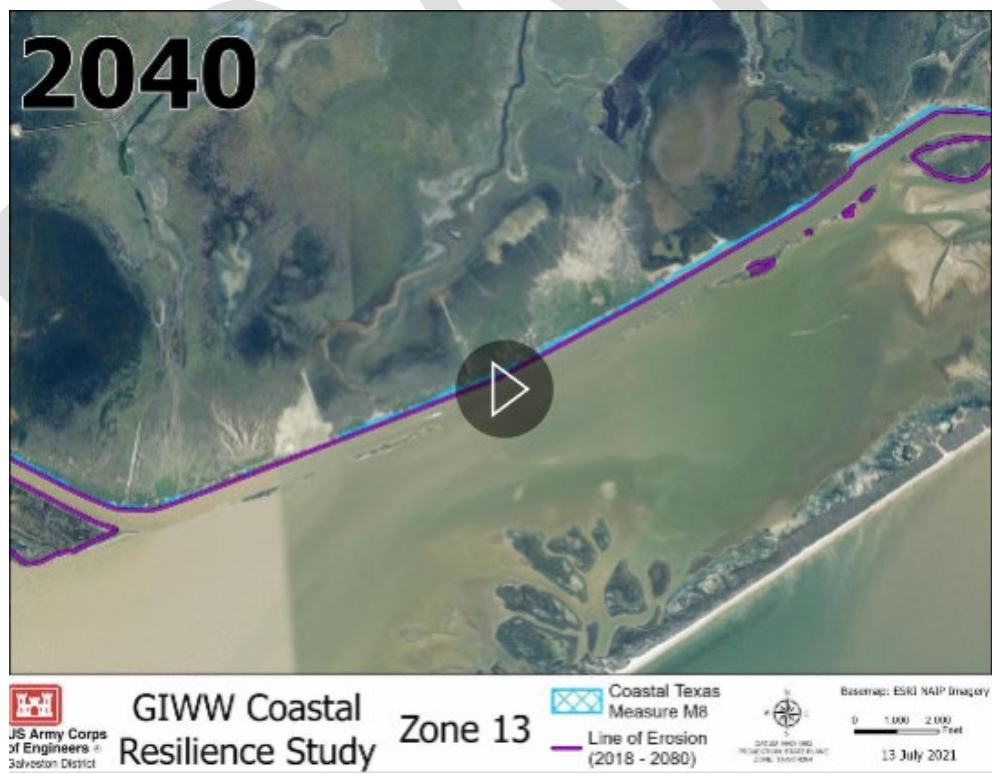 2040
US Army Corps
of Engineers ®
Galveston District
GIWW Coastal
Resilience Study
Zone 13
Coastal Texas
Measure M8
Line of Erosion
(2018 - 2080)
N
Basemap: ESRI NAIP Imagery
0 1,000 2,000
Feet
13 July 2021